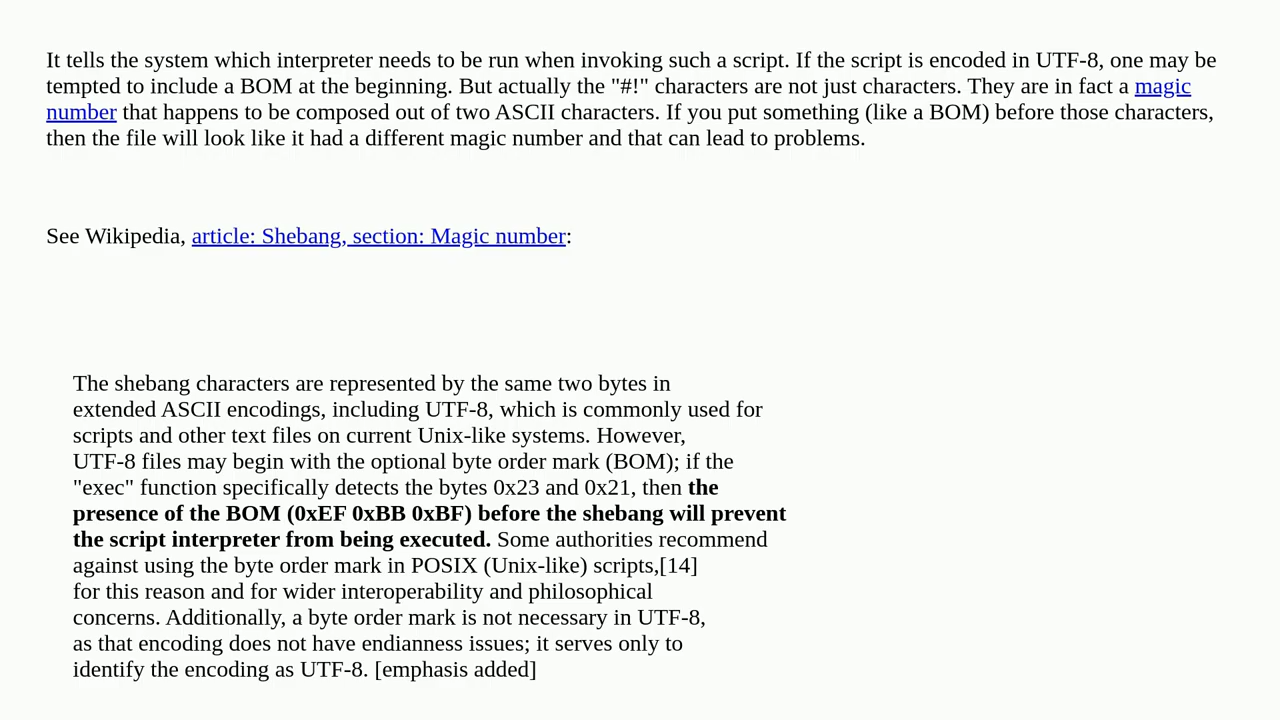 It tells the system which interpreter needs to be run when invoking such a script. If the script is encoded in UTF-8, one may be
tempted to include a BOM at the beginning. But actually the "#!" characters are not just characters. They are in fact a magic
number that happens to be composed out of two ASCII characters. If you put something (like a BOM) before those characters,
then the file will look like it had a different magic number and that can lead to problems.
See Wikipedia, article: Shebang, section: Magic number:
The shebang characters are represented by the same two bytes in
extended ASCII encodings, including UTF-8, which is commonly used for
scripts and other text files on current Unix-like systems. However,
UTF-8 files may begin with the optional byte order mark (BOM); if the
"exec" function specifically detects the bytes 0x23 and 0x21, then the
presence of the BOM (0xEF 0xBB 0xBF) before the shebang will prevent
the script interpreter from being executed. Some authorities recommend
against using the byte order mark in POSIX (Unix-like) scripts,[14]
for this reason and for wider interoperability and philosophical
concerns. Additionally, a byte order mark is not necessary in UTF-8,
as that encoding does not have endianness issues; it serves only to
identify the encoding as UTF-8. [emphasis added]